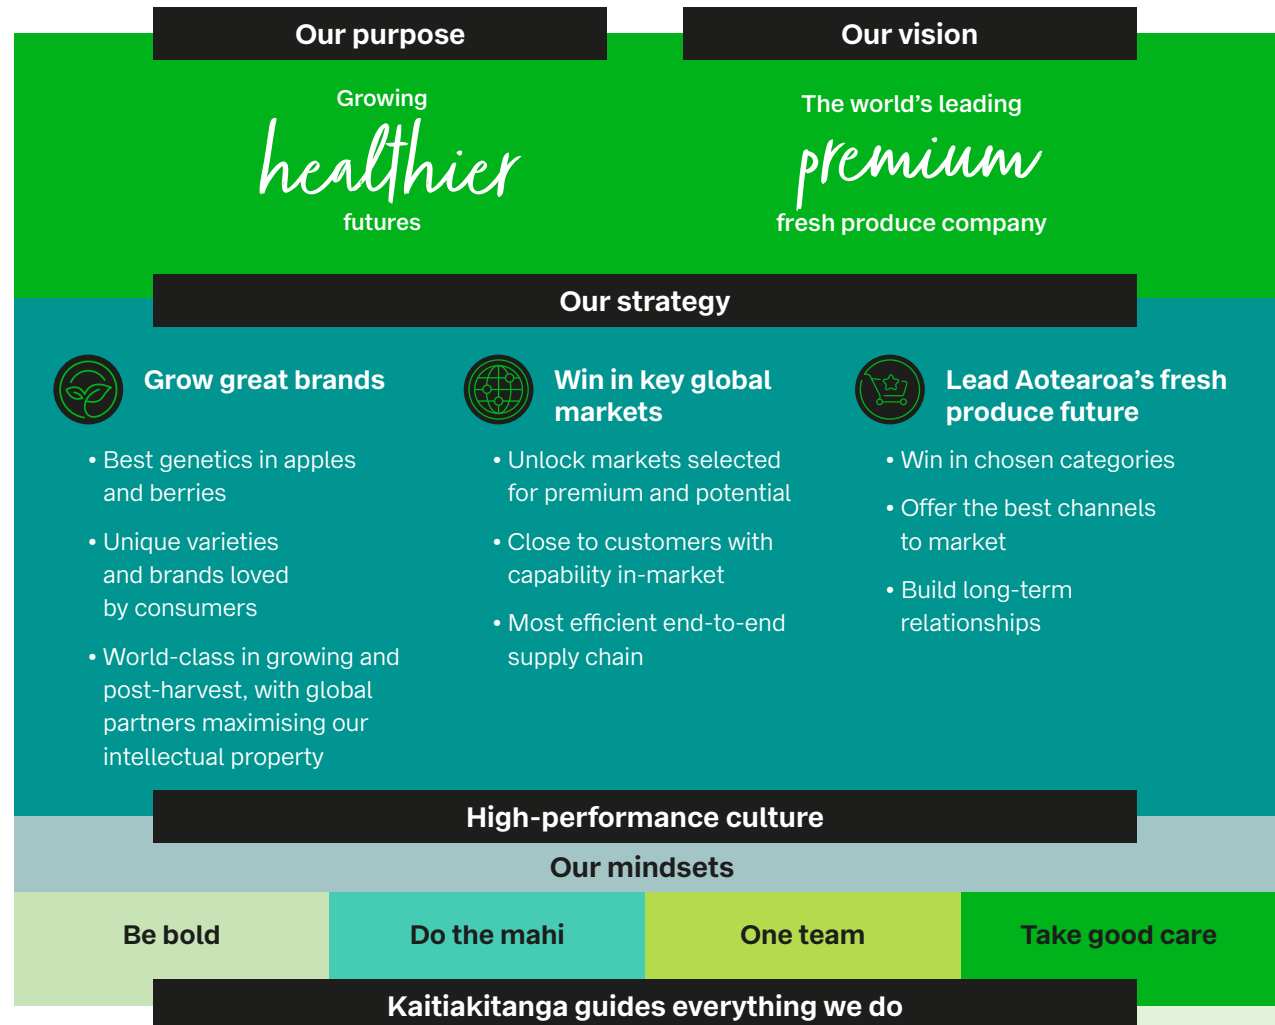 Our purpose
Growing
healthier
futures
Our vision
The world's leading
premium
fresh produce company
Our strategy
Grow great brands
• Best genetics in apples
and berries
• Unique varieties
and brands loved
by consumers
• World-class in growing and
post-harvest, with global
partners maximising our
intellectual property
Win in key global
markets
• Unlock markets selected
for premium and potential
• Close to customers with
capability in-market
• Most efficient end-to-end
supply chain
Lead Aotearoa's fresh
produce future
• Win in chosen categories
• Offer the best channels
to market
• Build long-term
relationships
High-performance culture
Our mindsets
Be bold
Do the mahi
One team
Take good care
Kaitiakitanga guides everything we do